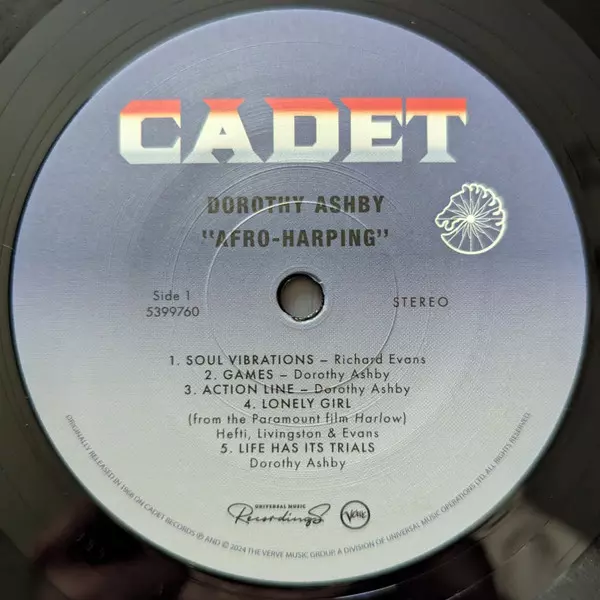 CADET
DOROTHY ASHBY
"AFRO-HARPING"
Side 1
5399760
STEREO
1. SOUL VIBRATIONS – Richard Evans
2. GAMES – Dorothy Ashby
3. ACTION LINE – Dorothy Ashby
4. LONELY GIRL
(from the Paramount film Harlow)
Hefti, Livingston & Evans
5. LIFE HAS ITS TRIALS
Dorothy Ashby
UNIVERSAL MUSIC
Recordings
VERVE
ORIGINALLY RELEASED IN 1968 ON CADET RECORDS ℗ AND © 2024 THE VERVE MUSIC GROUP, A DIVISION OF UNIVERSAL MUSIC OPERATIONS LTD. ALL RIGHTS RESERVED.